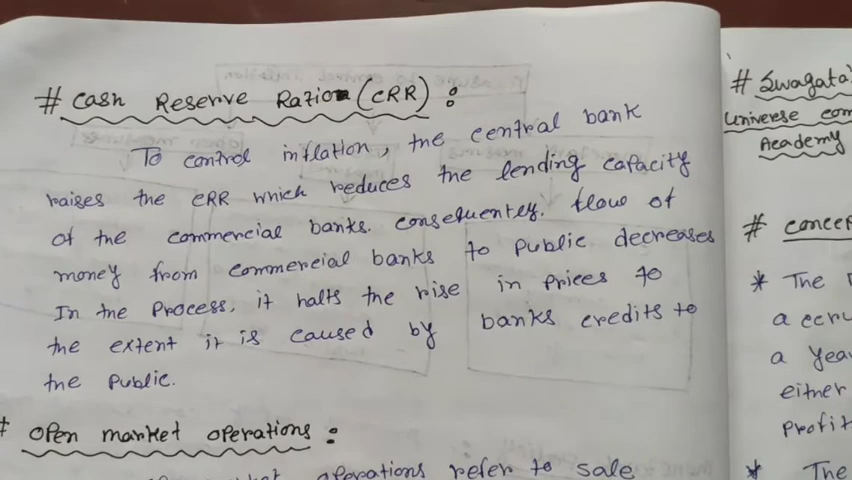 # Cash Reserve Ratio (CRR) :
To control inflation, the central bank
raises the CRR which reduces the lending capacity
of the commercial banks. consequently. flow of
money from commercial banks to public decreases
In the process, it halts the rise in prices to
the extent it is caused by banks credits to
the public.
# open market operations :
operations refer to sale
# Swagata's
Universe com
Academy
# concep
* The
a accru
a year
either
profit
* The